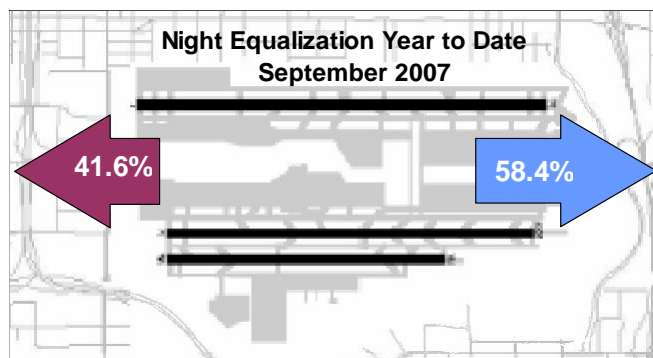 Night Equalization Year to Date
September 2007
41.6%
58.4%